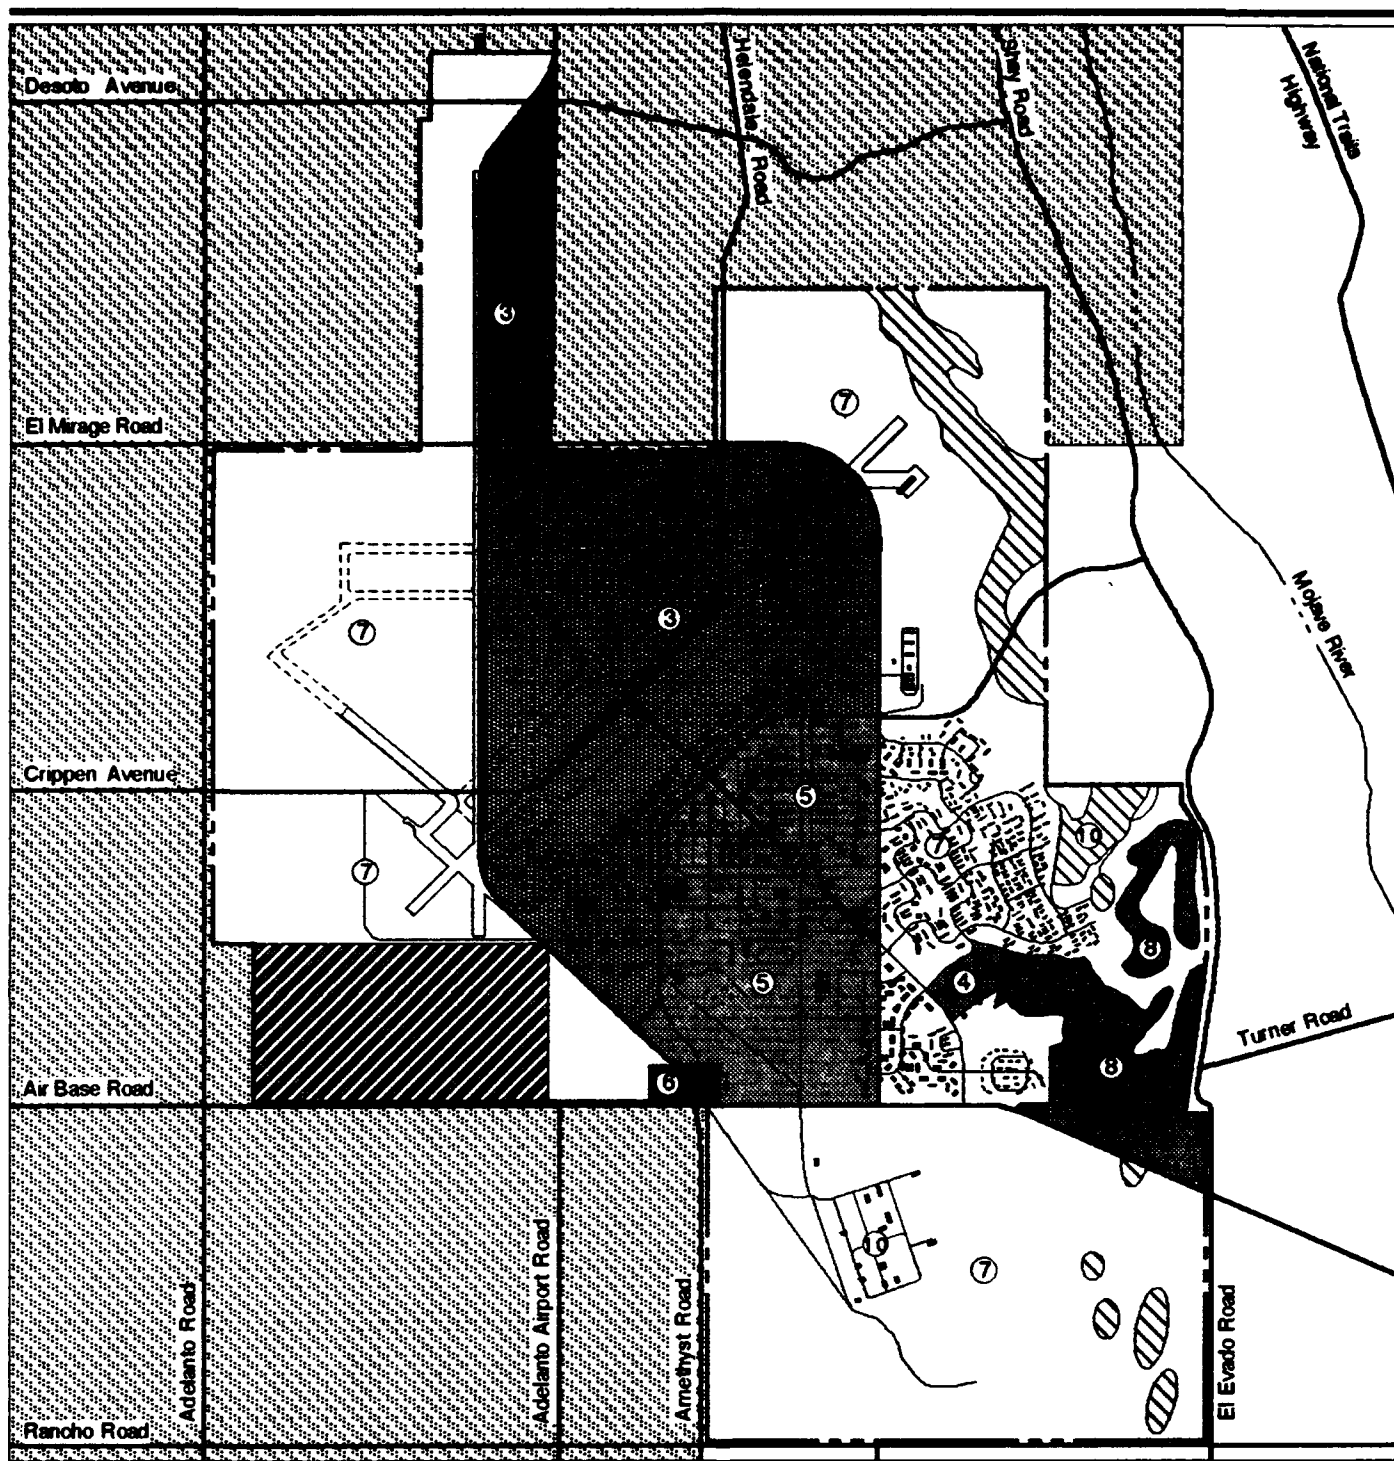 Desoto Avenue
Helendale Road
Shay Road
National Trails
Highway
3
7
El Mirage Road
3
7
Mojave River
Crippen Avenue
5
7
10
7
8
5
4
Turner Road
Air Base Road
6
8
10
7
Adelanto Road
Adelanto Airport Road
Amethyst Road
El Evado Road
Rancho Road